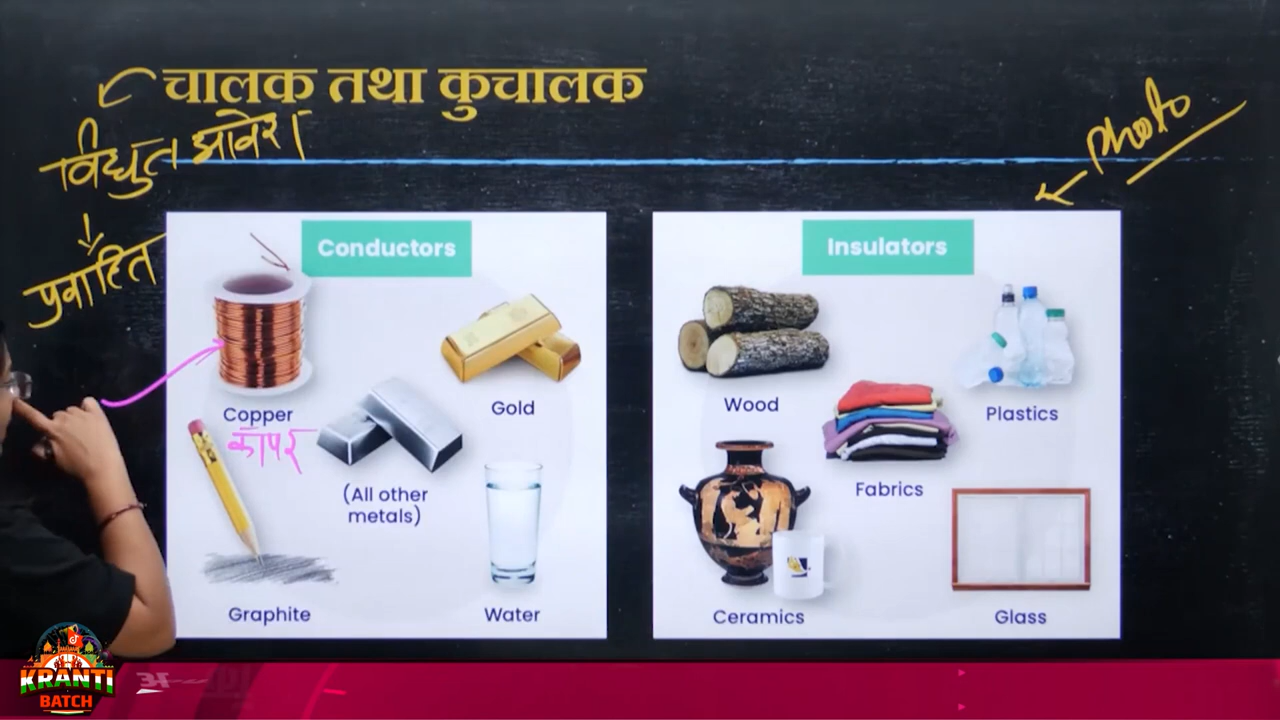 चालक तथा कुचालक
विद्युत आवेश
प्रवाहित
Photo
Conductors
Copper
कॉपर
Gold
(All other
metals)
Graphite
Water
Insulators
Wood
Plastics
Fabrics
Ceramics
Glass
KRANTI
BATCH